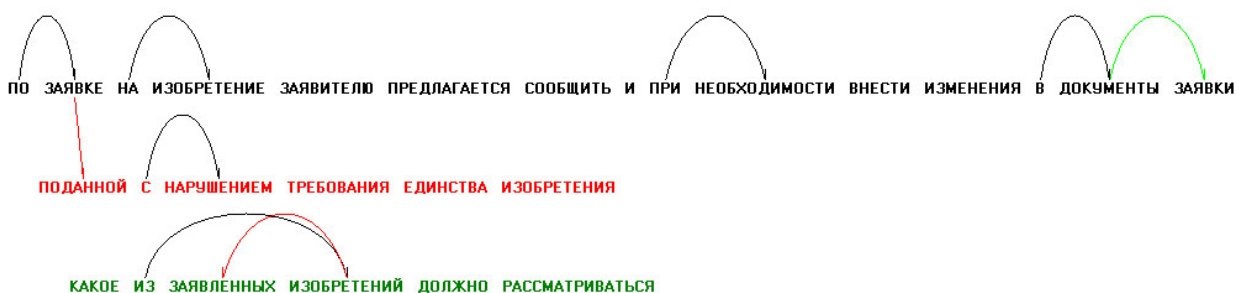 ПО ЗАЯВКЕ НА ИЗОБРЕТЕНИЕ ЗАЯВИТЕЛЮ ПРЕДЛАГАЕТСЯ СООБЩИТЬ И ПРИ НЕОБХОДИМОСТИ ВНЕСТИ ИЗМЕНЕНИЯ В ДОКУМЕНТЫ ЗАЯВКИ
ПОДАННОЙ С НАРУШЕНИЕМ ТРЕБОВАНИЯ ЕДИНСТВА ИЗОБРЕТЕНИЯ
КАКОЕ ИЗ ЗАЯВЛЕННЫХ ИЗОБРЕТЕНИЙ ДОЛЖНО РАССМАТРИВАТЬСЯ